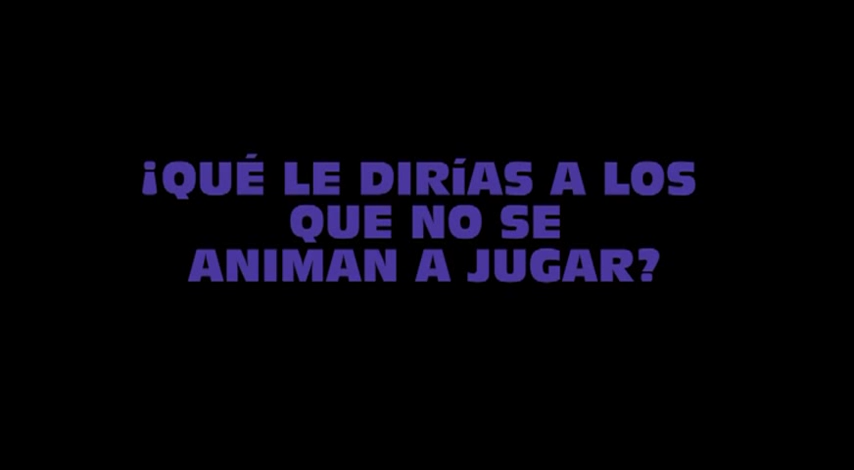 ¡QUÉ LE DIRÍAS A LOS
QUE NO SE
ANIMAN A JUGAR?